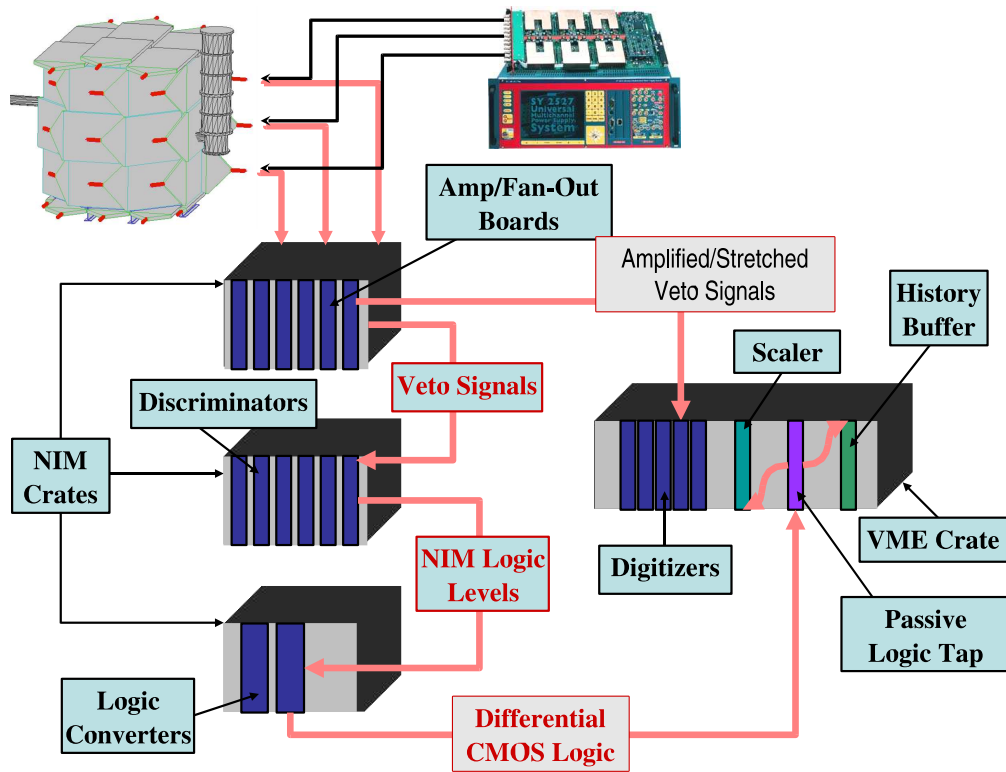 SY 2527
Universal
Multichannel
Power Supply
System
Amp/Fan-Out
Boards
Amplified/Stretched
Veto Signals
History
Buffer
Scaler
Veto Signals
Discriminators
NIM
Crates
NIM Logic
Levels
Digitizers
VME Crate
Passive
Logic Tap
Logic
Converters
Differential
CMOS Logic